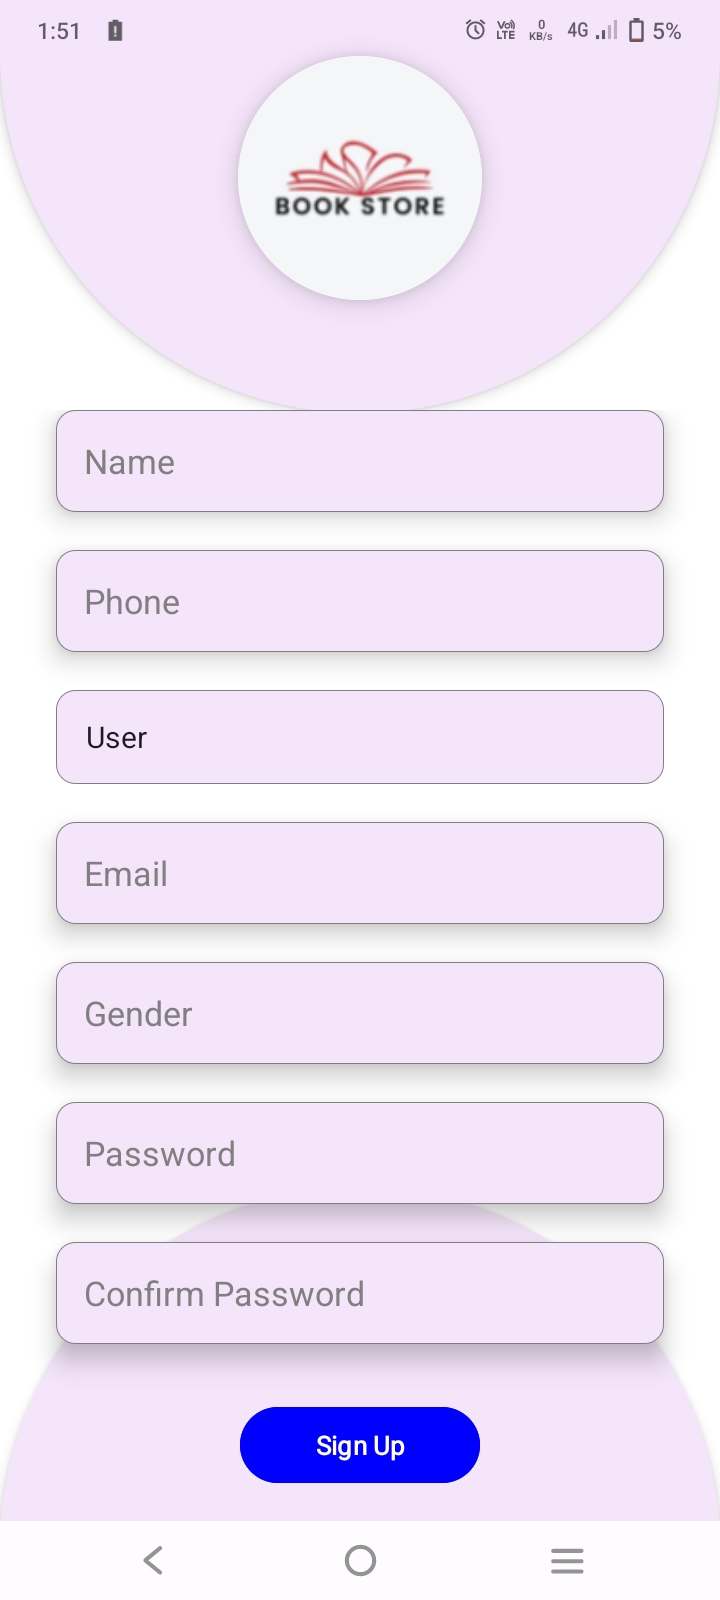 1:51 Vo) LTE 0 KB/s 4G 5%
BOOK STORE
Name
Phone
User
Email
Gender
Password
Confirm Password
Sign Up